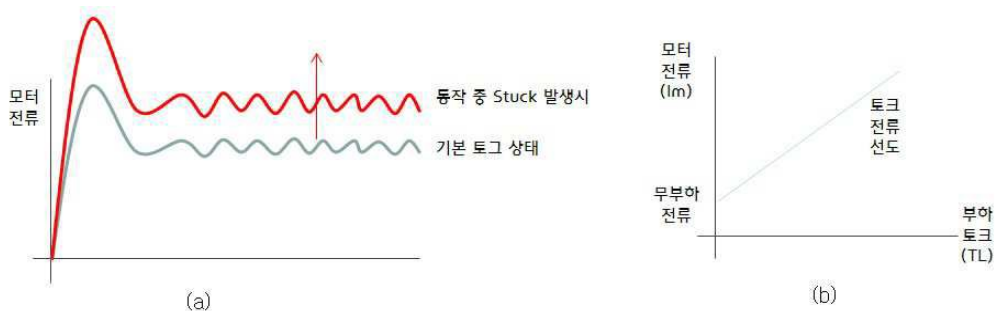 모터
전류
동작 중 Stuck 발생시
기본 토그 상태
(a)
모터
전류
(Im)
토크
전류
선도
무부하
전류
부하
토크
(TL)
(b)